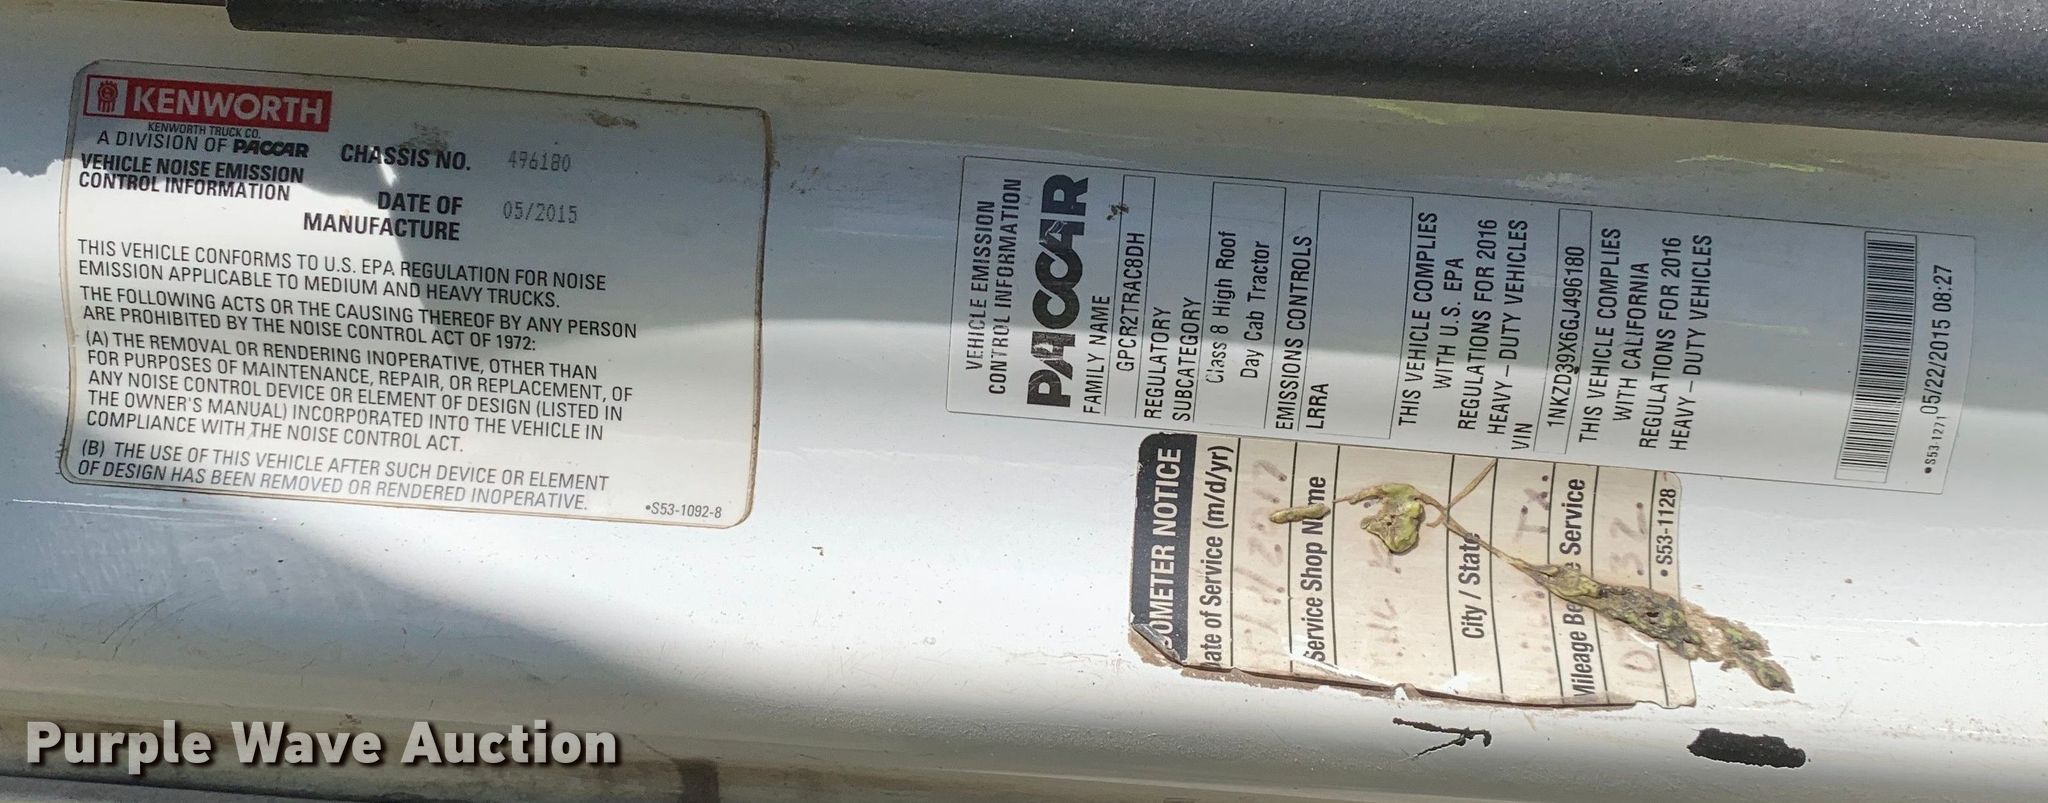 KENWORTH
KENWORTH TRUCK CO.
A DIVISION OF PACCAR
VEHICLE NOISE EMISSION
CONTROL INFORMATION
CHASSIS NO. 496180
DATE OF
MANUFACTURE
05/2015
THIS VEHICLE CONFORMS TO U.S. EPA REGULATION FOR NOISE
EMISSION APPLICABLE TO MEDIUM AND HEAVY TRUCKS.
THE FOLLOWING ACTS OR THE CAUSING THEREOF BY ANY PERSON
ARE PROHIBITED BY THE NOISE CONTROL ACT OF 1972:
(A) THE REMOVAL OR RENDERING INOPERATIVE, OTHER THAN
FOR PURPOSES OF MAINTENANCE, REPAIR, OR REPLACEMENT, OF
ANY NOISE CONTROL DEVICE OR ELEMENT OF DESIGN (LISTED IN
THE OWNER'S MANUAL) INCORPORATED INTO THE VEHICLE IN
COMPLIANCE WITH THE NOISE CONTROL ACT.
(B) THE USE OF THIS VEHICLE AFTER SUCH DEVICE OR ELEMENT
OF DESIGN HAS BEEN REMOVED OR RENDERED INOPERATIVE.
•S53-1092-8
VEHICLE EMISSION
CONTROL INFORMATION
PACCAR
FAMILY NAME
GPCR2TRAC8DH
REGULATORY
SUBCATEGORY
Class 8 High Roof
Day Cab Tractor
EMISSIONS CONTROLS
LRRA
THIS VEHICLE COMPLIES
WITH U.S. EPA
REGULATIONS FOR 2016
HEAVY – DUTY VEHICLES
VIN
1NKZD39X6GJ496180
THIS VEHICLE COMPLIES
WITH CALIFORNIA
REGULATIONS FOR 2016
HEAVY – DUTY VEHICLES
•S53-1271 05/22/2015 08:27
OMETER NOTICE
ate of Service (m/d/yr)
Service Shop Name
City / State
TX.
Mileage Be e Service
• S53-1128
Purple Wave Auction